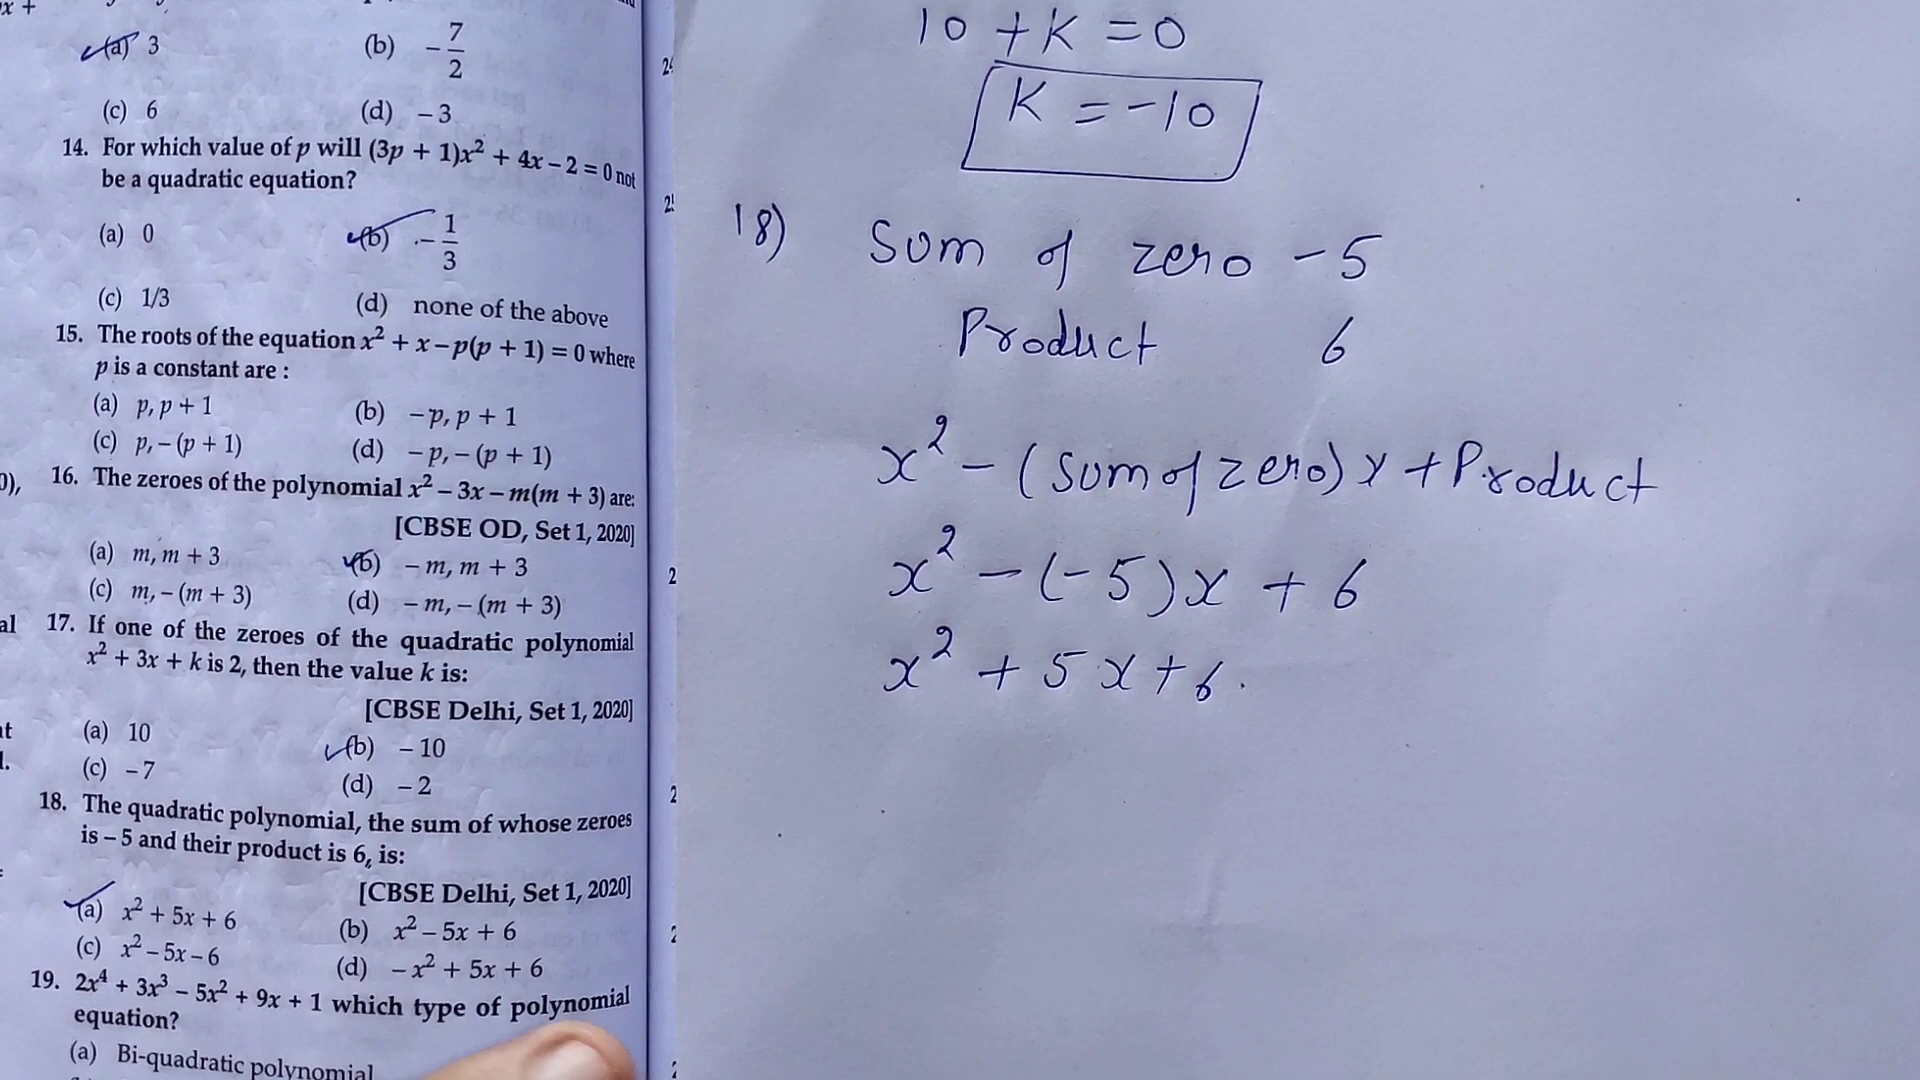 x +
(a) 3
(b) -7/2
(c) 6
(d) - 3
14. For which value of p will (3p + 1)x² + 4x – 2 = 0 not
be a quadratic equation?
(a) 0
(b) -1/3
(c) 1/3
(d) none of the above
15. The roots of the equation x² + x – p(p + 1) = 0 where
p is a constant are :
(a) p, p + 1
(b) – p, p + 1
(c) p, – (p + 1)
(d) – p, – (p + 1)
0),
16. The zeroes of the polynomial x² – 3x – m(m + 3) are:
[CBSE OD, Set 1, 2020]
(a) m, m + 3
(b) – m, m + 3
(c) m, – (m + 3)
(d) – m, – (m + 3)
al
17. If one of the zeroes of the quadratic polynomial
x² + 3x + k is 2, then the value k is:
[CBSE Delhi, Set 1, 2020]
(a) 10
(b) – 10
(c) – 7
(d) – 2
18. The quadratic polynomial, the sum of whose zeroes
is – 5 and their product is 6, is:
[CBSE Delhi, Set 1, 2020]
(a) x² + 5x + 6
(b) x² – 5x + 6
(c) x² – 5x – 6
(d) – x² + 5x + 6
19. 2x⁴ + 3x³ – 5x² + 9x + 1 which type of polynomial
equation?
(a) Bi-quadratic polynomial
10 + K = 0
K = -10
18) Sum of zero -5
Product 6
x² - (sum of zero) x + Product
x² - (-5)x + 6
x² + 5x + 6.